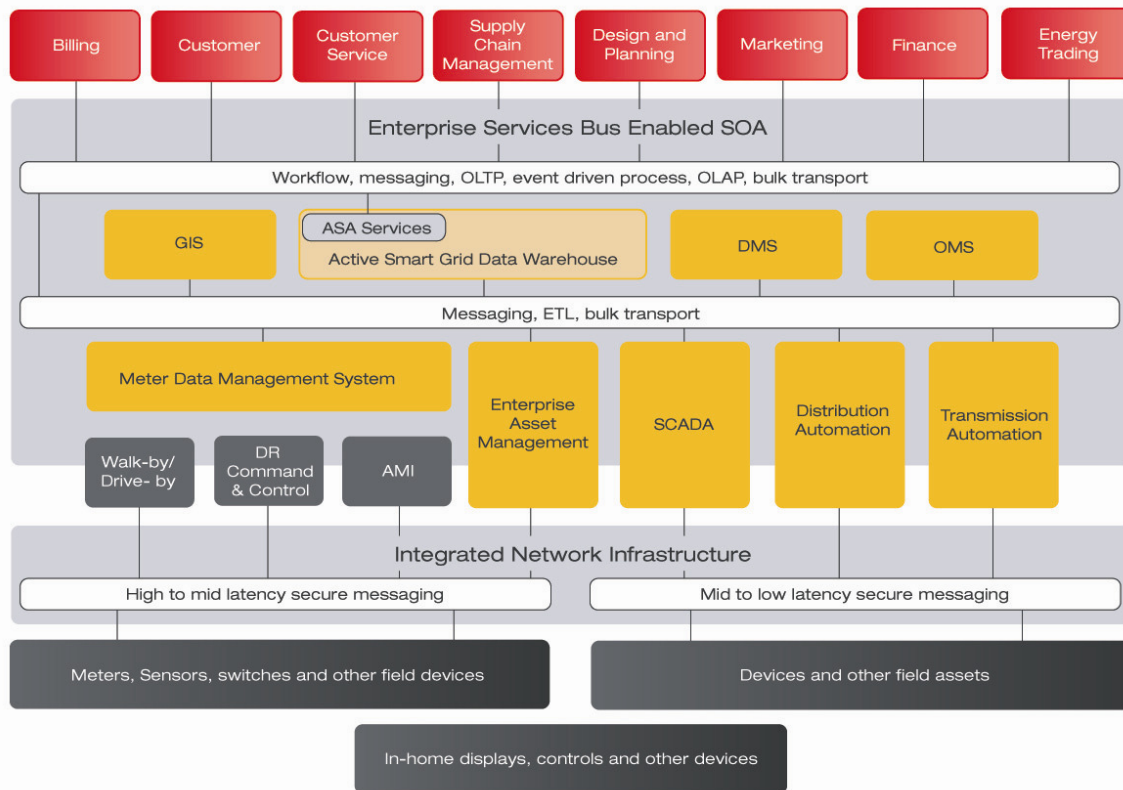 Billing
Customer
Customer
Service
Supply
Chain
Management
Design and
Planning
Marketing
Finance
Energy
Trading
Enterprise Services Bus Enabled SOA
Workflow, messaging, OLTP, event driven process, OLAP, bulk transport
GIS
ASA Services
Active Smart Grid Data Warehouse
DMS
OMS
Messaging, ETL, bulk transport
Meter Data Management System
Enterprise
Asset
Management
SCADA
Distribution
Automation
Transmission
Automation
Walk-by/
Drive- by
DR
Command
& Control
AMI
Integrated Network Infrastructure
High to mid latency secure messaging
Mid to low latency secure messaging
Meters, Sensors, switches and other field devices
Devices and other field assets
In-home displays, controls and other devices